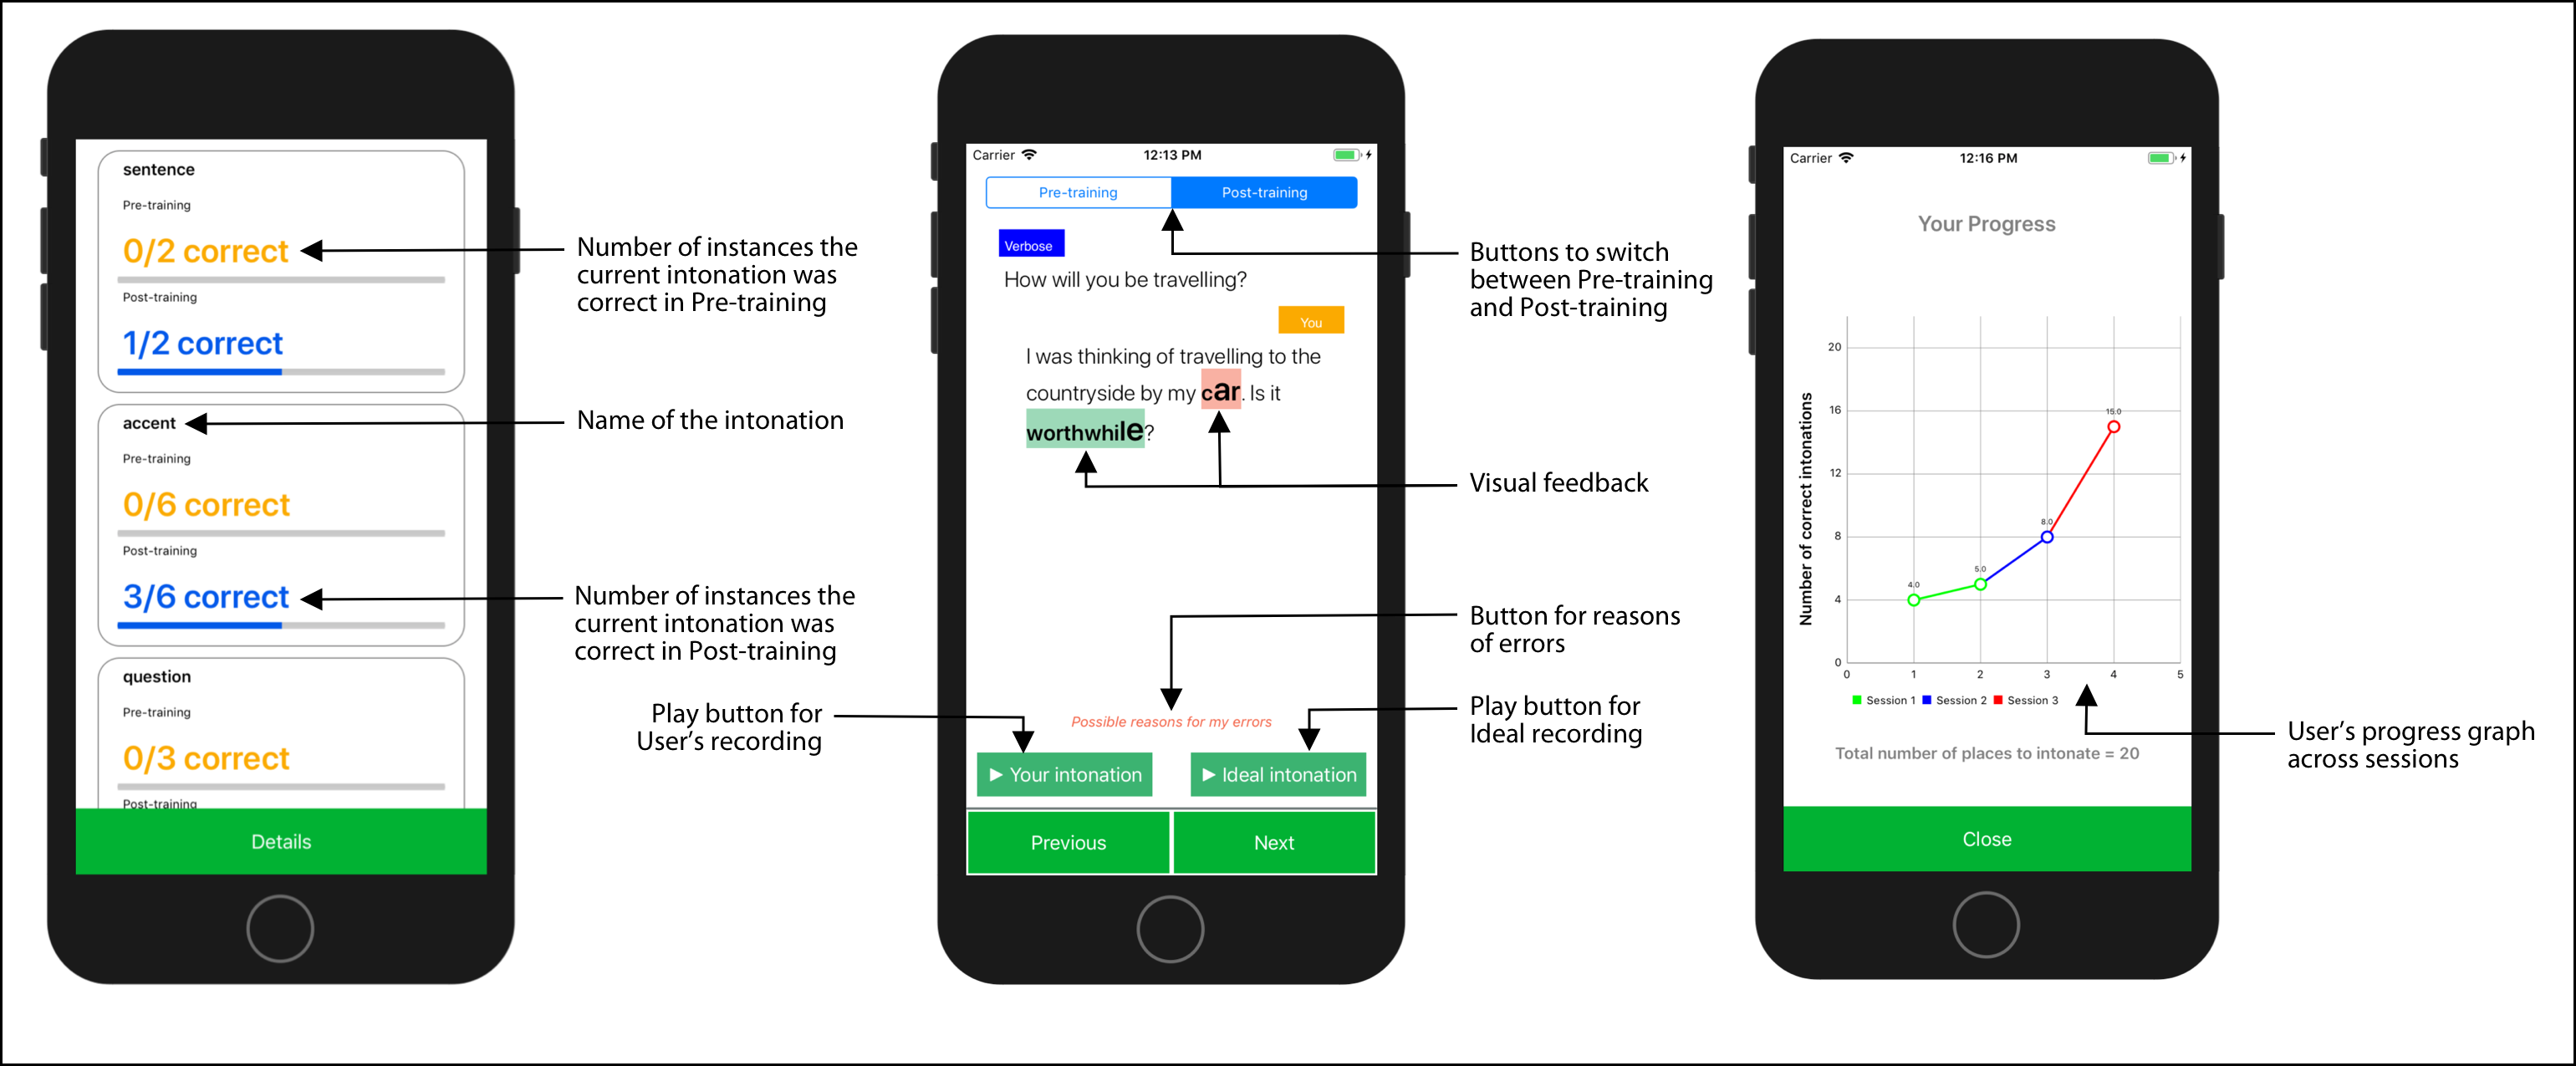 sentence
Pre-training
0/2 correct
Post-training
1/2 correct
accent
Pre-training
0/6 correct
Post-training
3/6 correct
question
Pre-training
0/3 correct
Post-training
Details
Number of instances the
current intonation was
correct in Pre-training
Name of the intonation
Number of instances the
current intonation was
correct in Post-training
Play button for
User's recording
Carrier
12:13 PM
Pre-training
Post-training
Verbose
How will you be travelling?
You
I was thinking of travelling to the
countryside by my car. Is it
worthwhile?
Possible reasons for my errors
Your intonation
Ideal intonation
Previous
Next
Buttons to switch
between Pre-training
and Post-training
Visual feedback
Button for reasons
of errors
Play button for
Ideal recording
Carrier
12:16 PM
Your Progress
Number of correct intonations
20
16
12
8
4
0
4.0
5.0
8.0
15.0
0 1 2 3 4 5
Session 1 Session 2 Session 3
Total number of places to intonate = 20
Close
User's progress graph
across sessions